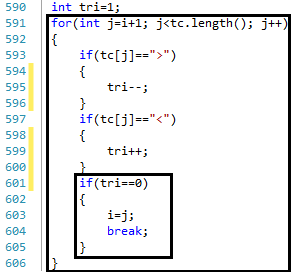 590 int tri=1;
591 for(int j=i+1; j<tc.length(); j++)
592 {
593 if(tc[j]==">")
594 {
595 tri--;
596 }
597 if(tc[j]=="<")
598 {
599 tri++;
600 }
601 if(tri==0)
602 {
603 i=j;
604 break;
605 }
606 }